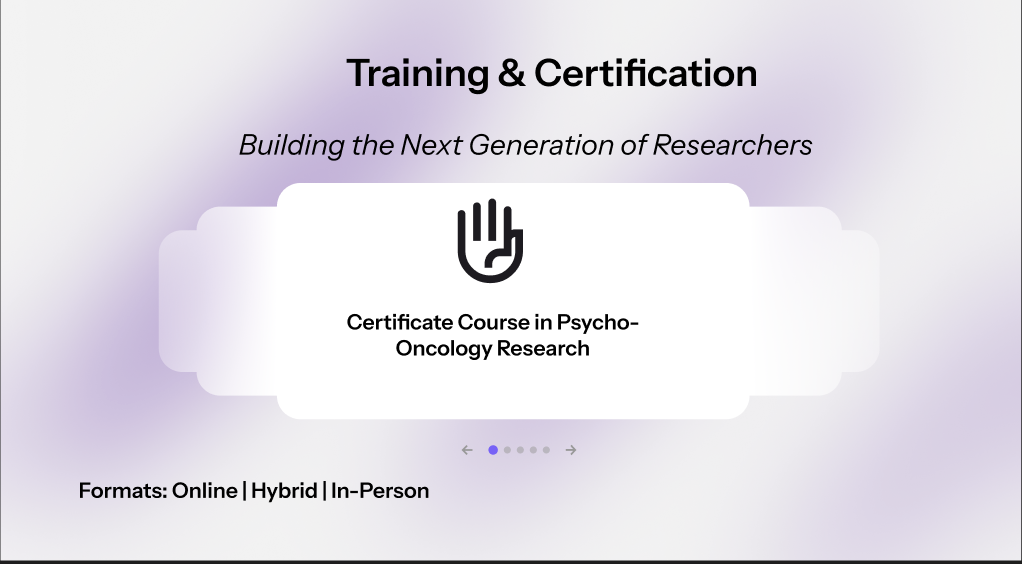 Training & Certification
Building the Next Generation of Researchers
Certificate Course in Psycho-
Oncology Research
Formats: Online | Hybrid | In-Person